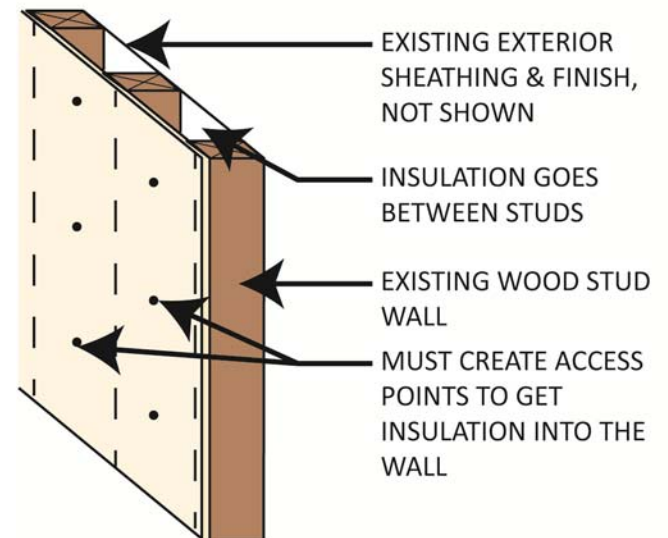 EXISTING EXTERIOR
SHEATHING & FINISH,
NOT SHOWN
INSULATION GOES
BETWEEN STUDS
EXISTING WOOD STUD
WALL
MUST CREATE ACCESS
POINTS TO GET
INSULATION INTO THE
WALL